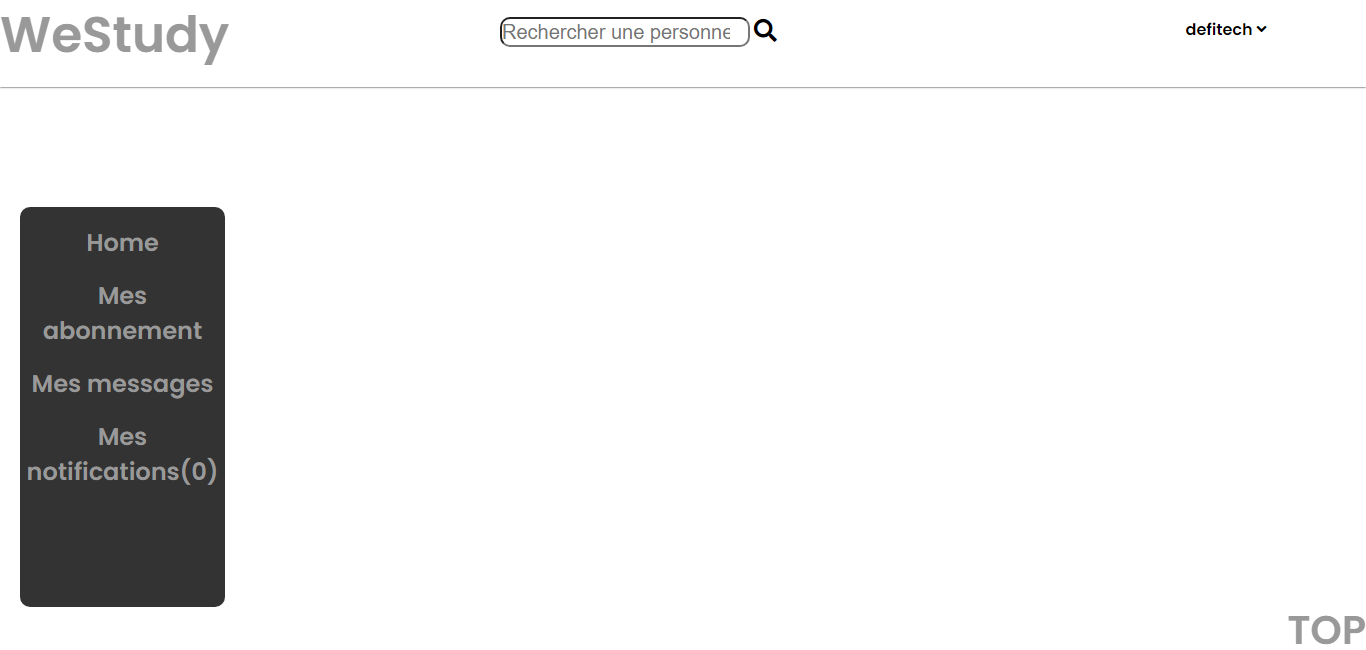 WeStudy
Rechercher une personne
defitech
Home
Mes
abonnement
Mes messages
Mes
notifications(0)
TOP